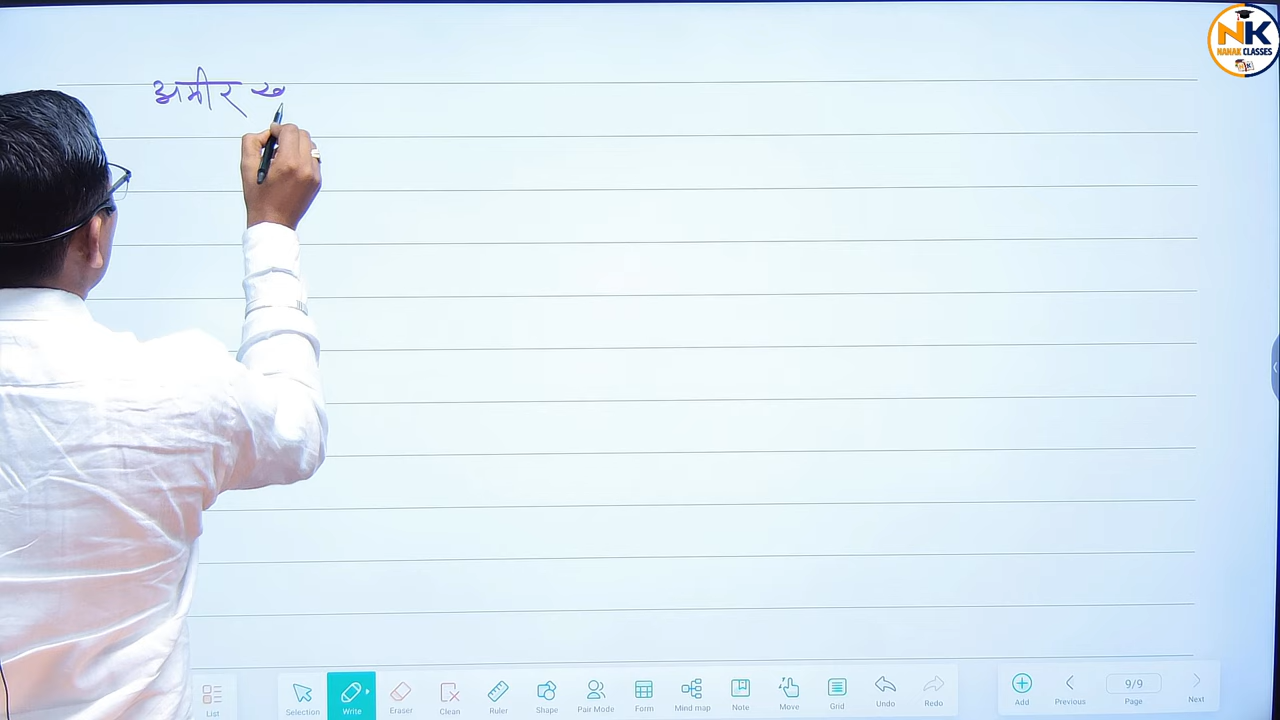 अमीर ख
NK
NANAK CLASSES
List
Selection
Write
Eraser
Clean
Ruler
Shape
Pair Mode
Form
Mind map
Note
Move
Grid
Undo
Redo
Add
Previous
9/9
Page
Next